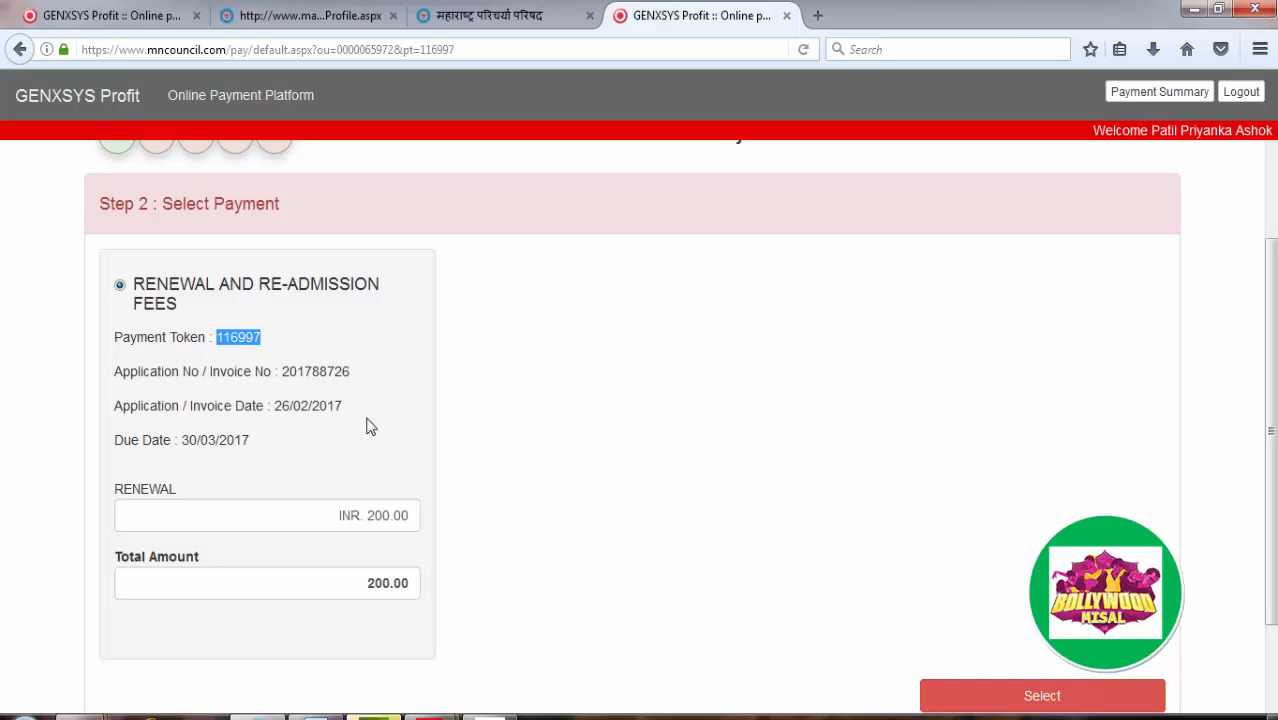 GENXSYS Profit :: Online p...
http://www.ma...Profile.aspx
महाराष्ट्र परिचर्या परिषद
GENXSYS Profit :: Online p...
https://www.mncouncil.com/pay/default.aspx?ou=0000065972&pt=116997
Search
GENXSYS Profit
Online Payment Platform
Payment Summary
Logout
Welcome Patil Priyanka Ashok
Step 2 : Select Payment
RENEWAL AND RE-ADMISSION
FEES
Payment Token : 116997
Application No / Invoice No : 201788726
Application / Invoice Date : 26/02/2017
Due Date : 30/03/2017
RENEWAL
INR. 200.00
Total Amount
200.00
BOLLYWOOD
MISAL
Select